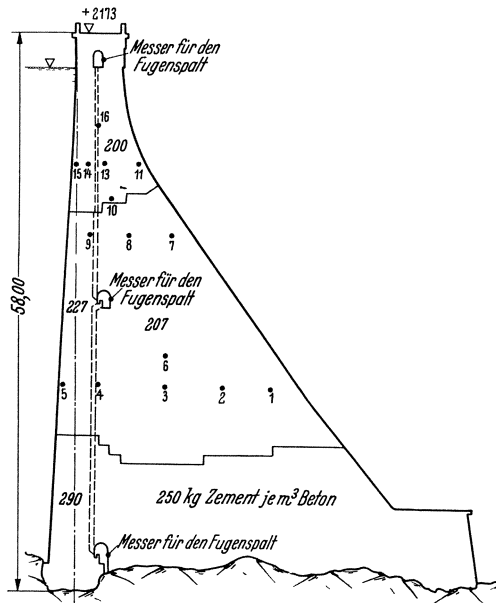 + 2173
Messer für den
Fugenspalt
16
200
15 14 13 11
10
9 8 7
Messer für den
Fugenspalt
58,00
227
207
6
5 4 3 2 1
290
250 kg Zement je m³ Beton
Messer für den Fugenspalt